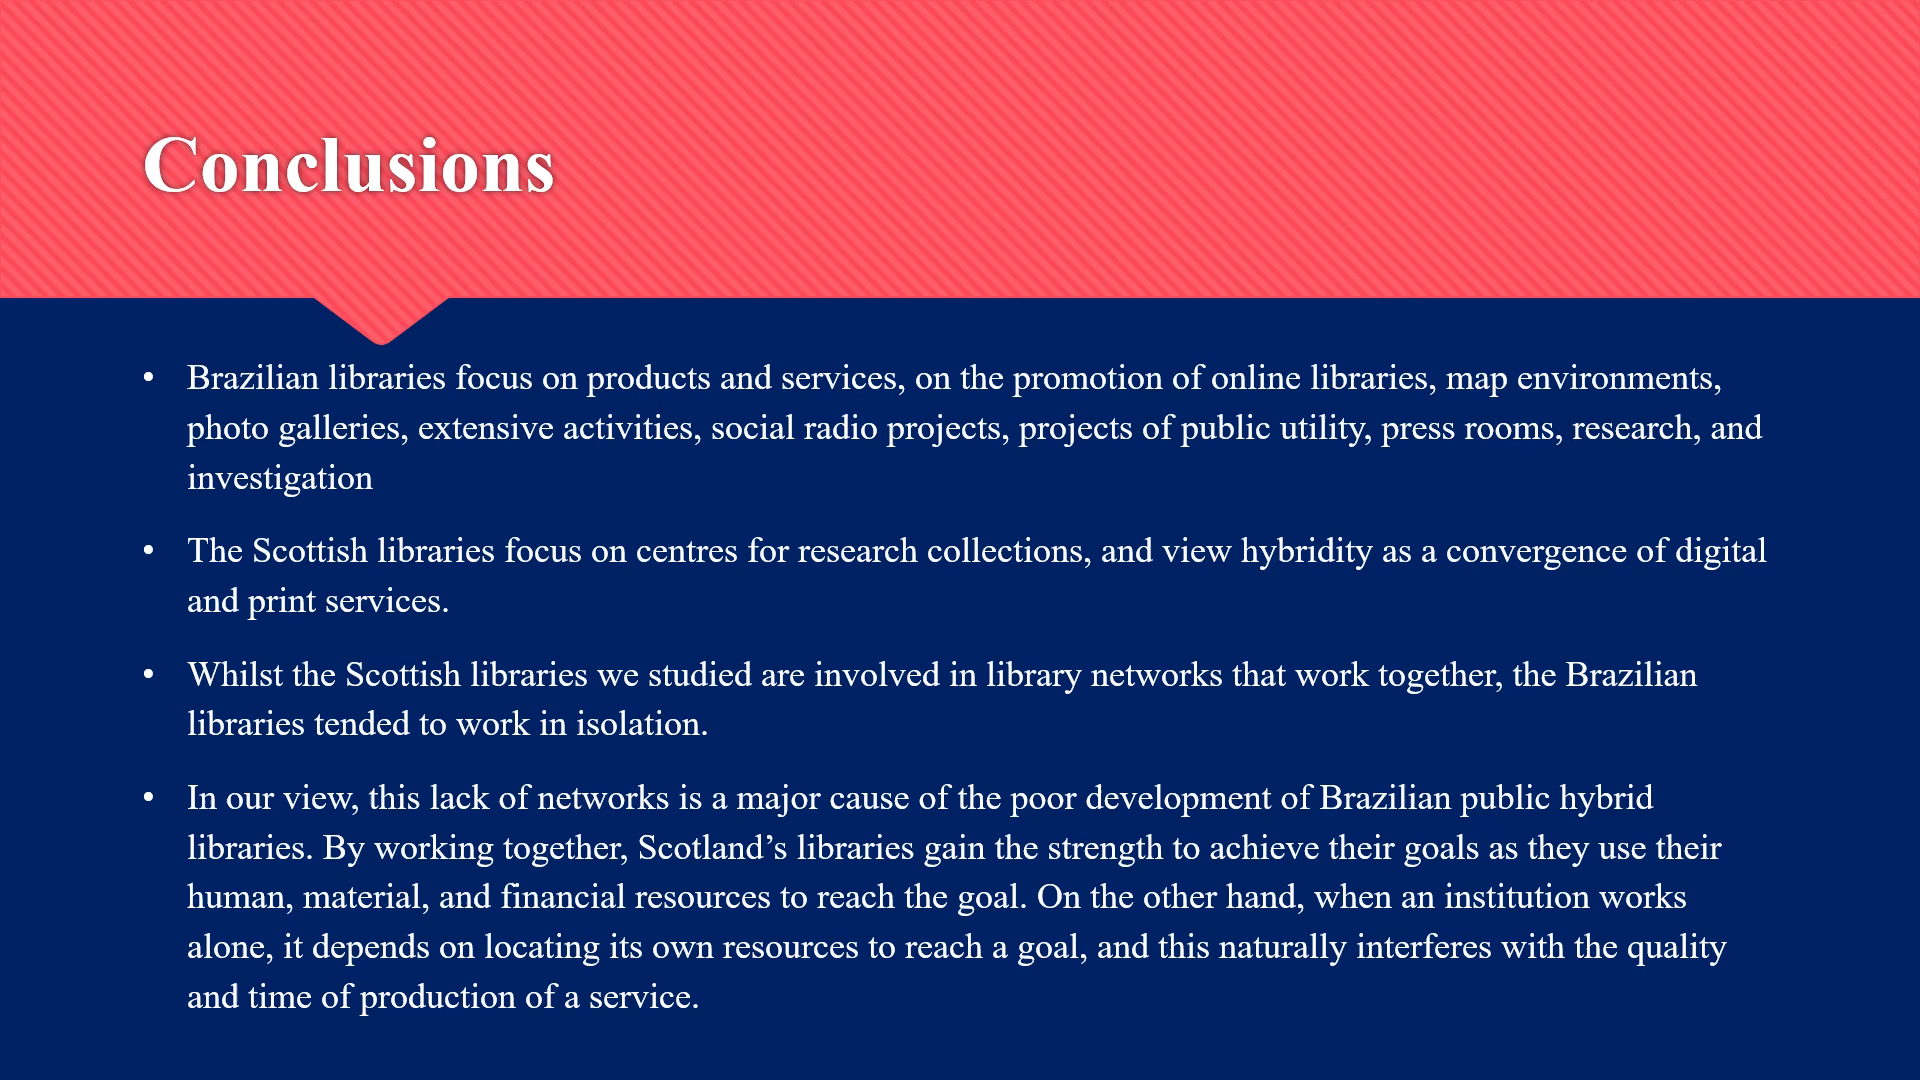 Conclusions
• Brazilian libraries focus on products and services, on the promotion of online libraries, map environments,
photo galleries, extensive activities, social radio projects, projects of public utility, press rooms, research, and
investigation
• The Scottish libraries focus on centres for research collections, and view hybridity as a convergence of digital
and print services.
• Whilst the Scottish libraries we studied are involved in library networks that work together, the Brazilian
libraries tended to work in isolation.
• In our view, this lack of networks is a major cause of the poor development of Brazilian public hybrid
libraries. By working together, Scotland’s libraries gain the strength to achieve their goals as they use their
human, material, and financial resources to reach the goal. On the other hand, when an institution works
alone, it depends on locating its own resources to reach a goal, and this naturally interferes with the quality
and time of production of a service.